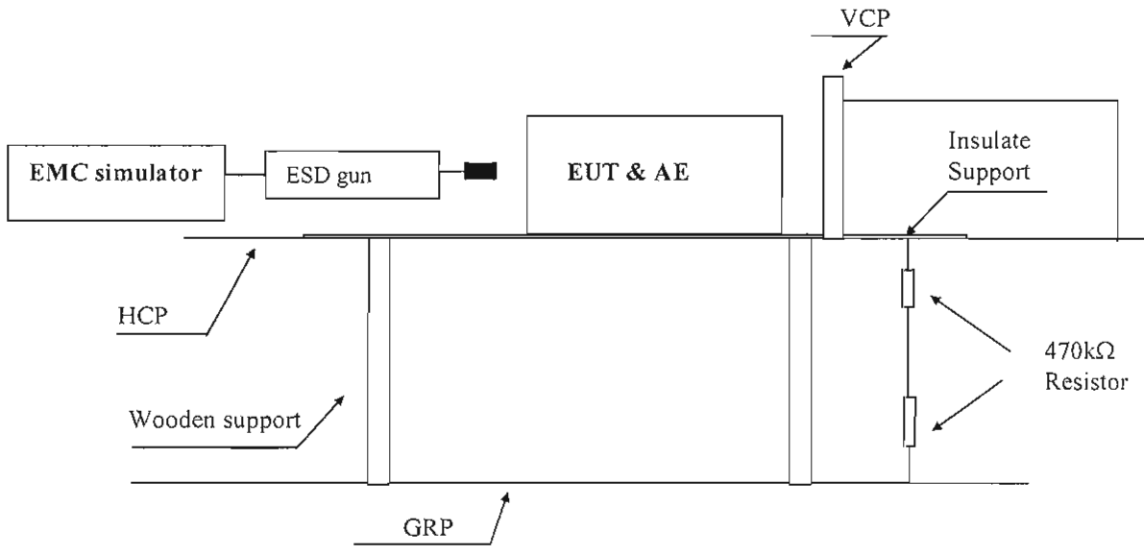 VCP
EMC simulator
ESD gun
EUT & AE
Insulate
Support
HCP
470kΩ
Resistor
Wooden support
GRP